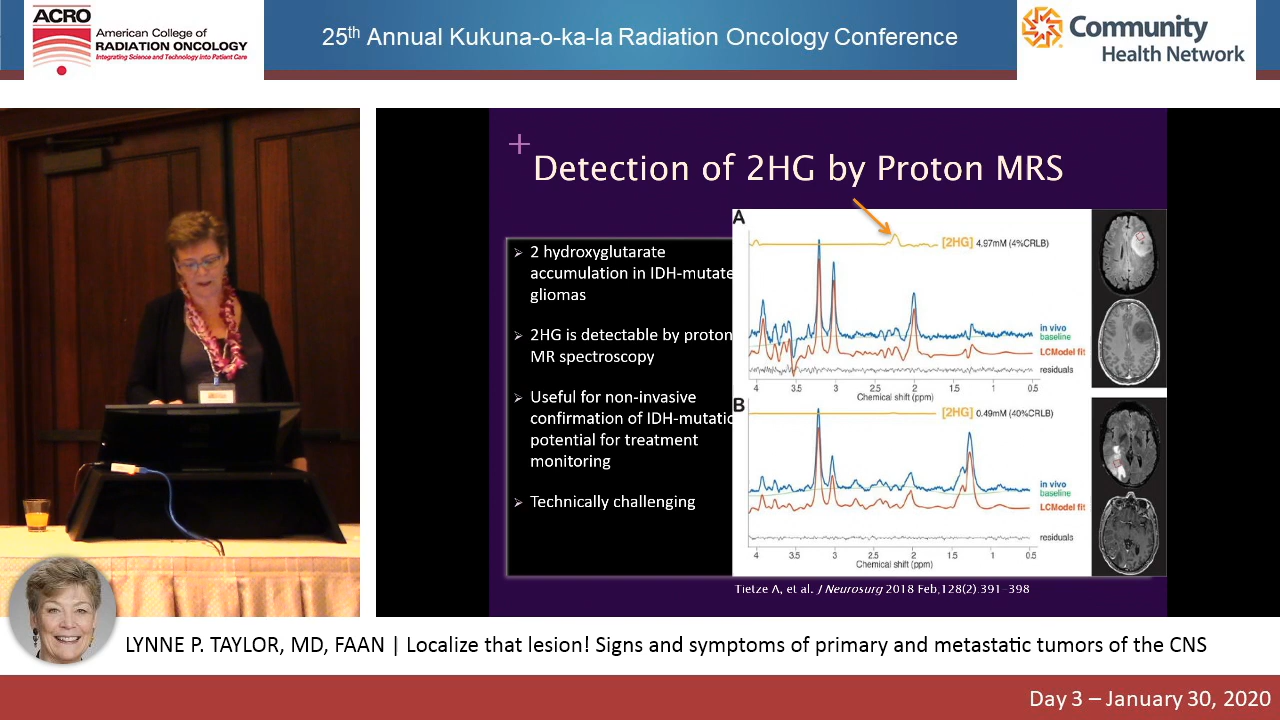 ACRO
American College of
RADIATION ONCOLOGY
Integrating Science and Technology Into Patient Care
25th Annual Kukuna-o-ka-la Radiation Oncology Conference
Community
Health Network
+
Detection of 2HG by Proton MRS
➢ 2 hydroxyglutarate
accumulation in IDH-mutate
gliomas
➢ 2HG is detectable by proton
MR spectroscopy
➢ Useful for non-invasive
confirmation of IDH-mutatio
potential for treatment
monitoring
➢ Technically challenging
A
[2HG] 4.97mM (4%CRLB)
in vivo
baseline
LCModel fit
residuals
4 3.5 3 2.5 2 1.5 1 0.5
Chemical shift (ppm)
B
[2HG] 0.49mM (40%CRLB)
in vivo
baseline
LCModel fit
residuals
4 3.5 3 2.5 2 1.5 1 0.5
Chemical shift (ppm)
Tietze A, et al. J Neurosurg 2018 Feb;128(2):391-398
LYNNE P. TAYLOR, MD, FAAN | Localize that lesion! Signs and symptoms of primary and metastatic tumors of the CNS
Day 3 – January 30, 2020